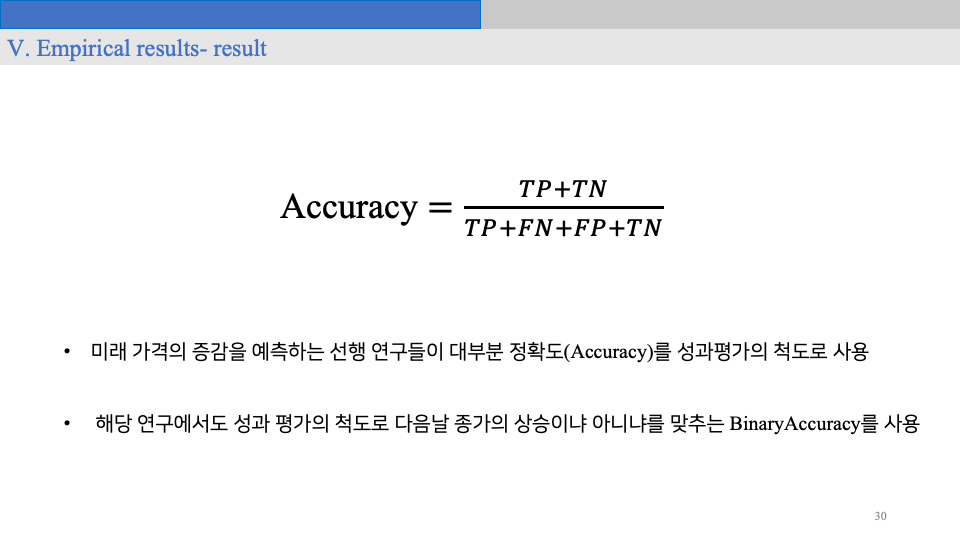 V. Empirical results- result
Accuracy = TP+TN / TP+FN+FP+TN
• 미래 가격의 증감을 예측하는 선행 연구들이 대부분 정확도(Accuracy)를 성과평가의 척도로 사용
• 해당 연구에서도 성과 평가의 척도로 다음날 종가의 상승이냐 아니냐를 맞추는 BinaryAccuracy를 사용
30